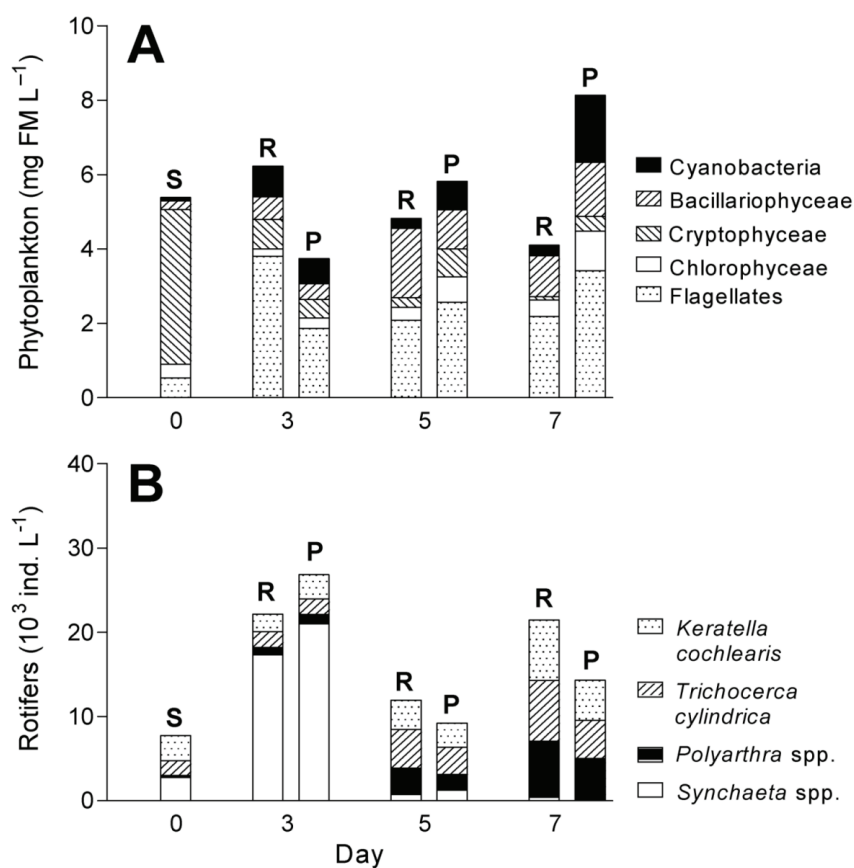 A
Phytoplankton (mg FM L⁻¹)
10
8
6
4
2
0
S
R
P
R
P
R
P
0
3
5
7
Cyanobacteria
Bacillariophyceae
Cryptophyceae
Chlorophyceae
Flagellates
B
Rotifers (10³ ind. L⁻¹)
40
30
20
10
0
S
R
P
R
P
R
P
0
3
5
7
Day
Keratella
cochlearis
Trichocerca
cylindrica
Polyarthra spp.
Synchaeta spp.